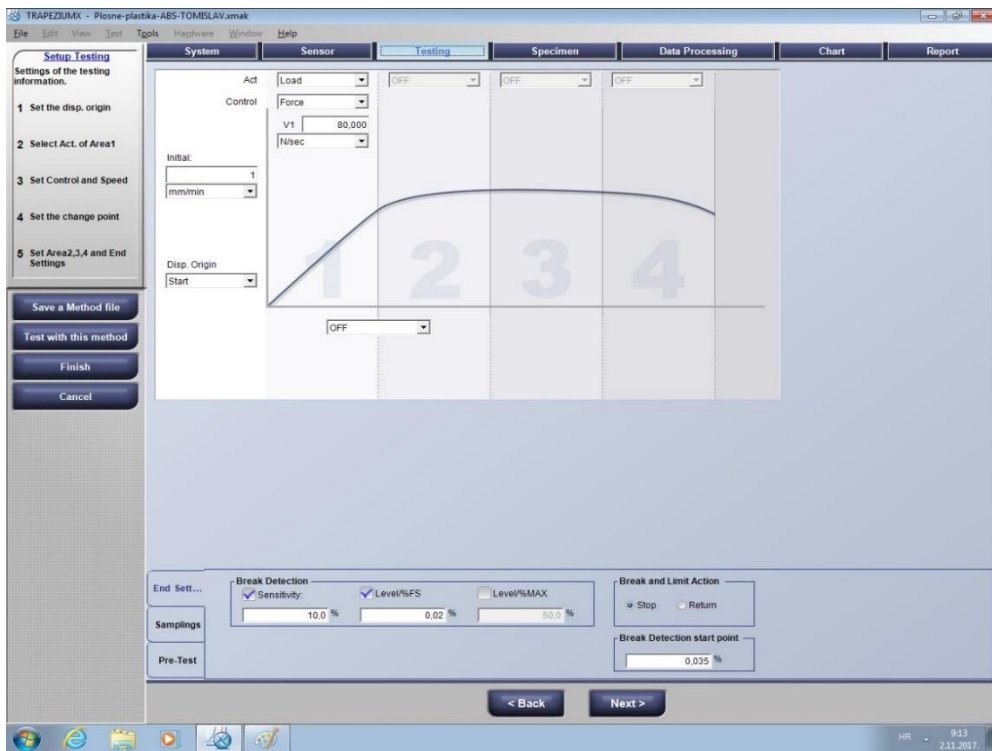 TRAPEZIUMX - Plosne-plastika-ABS-TOMISLAV.xmak
File Edit View Test Tools Hardware Window Help
Setup Testing
Settings of the testing
information.
1 Set the disp. origin
2 Select Act. of Area1
3 Set Control and Speed
4 Set the change point
5 Set Area2,3,4 and End
Settings
Save a Method file
Test with this method
Finish
Cancel
System Sensor Testing Specimen Data Processing Chart Report
Act Load OFF OFF OFF
Control Force
V1 80,000
N/sec
Initial:
1
mm/min
Disp. Origin
Start
1 2 3 4
OFF
End Sett...
Samplings
Pre-Test
Break Detection
Sensitivity: Level/%FS Level/%MAX
10,0 % 0,02 % 50,0 %
Break and Limit Action
Stop Return
Break Detection start point
0,035 %
< Back Next >
HR 9:13
2.11.2017.